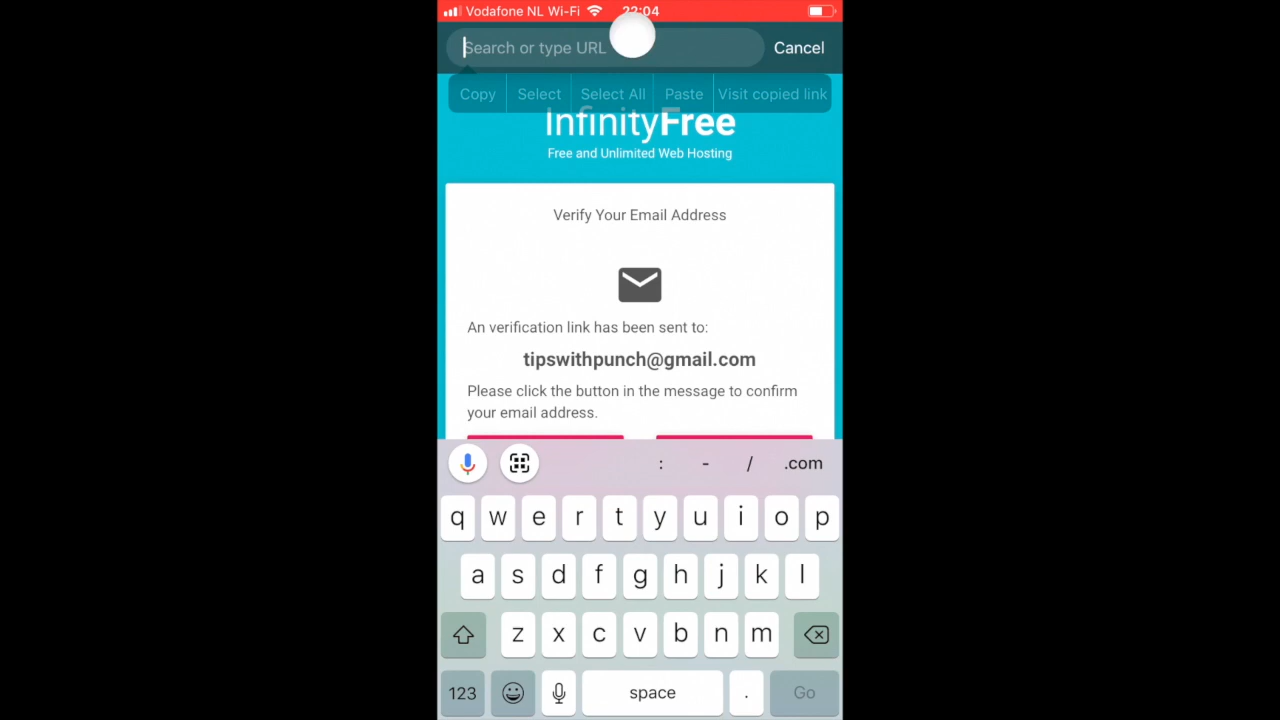 Vodafone NL Wi-Fi 22:04
Search or type URL Cancel
Copy Select Select All Paste Visit copied link
InfinityFree
Free and Unlimited Web Hosting
Verify Your Email Address
An verification link has been sent to:
tipswithpunch@gmail.com
Please click the button in the message to confirm
your email address.
: - / .com
q w e r t y u i o p
a s d f g h j k l
z x c v b n m
123 space . Go